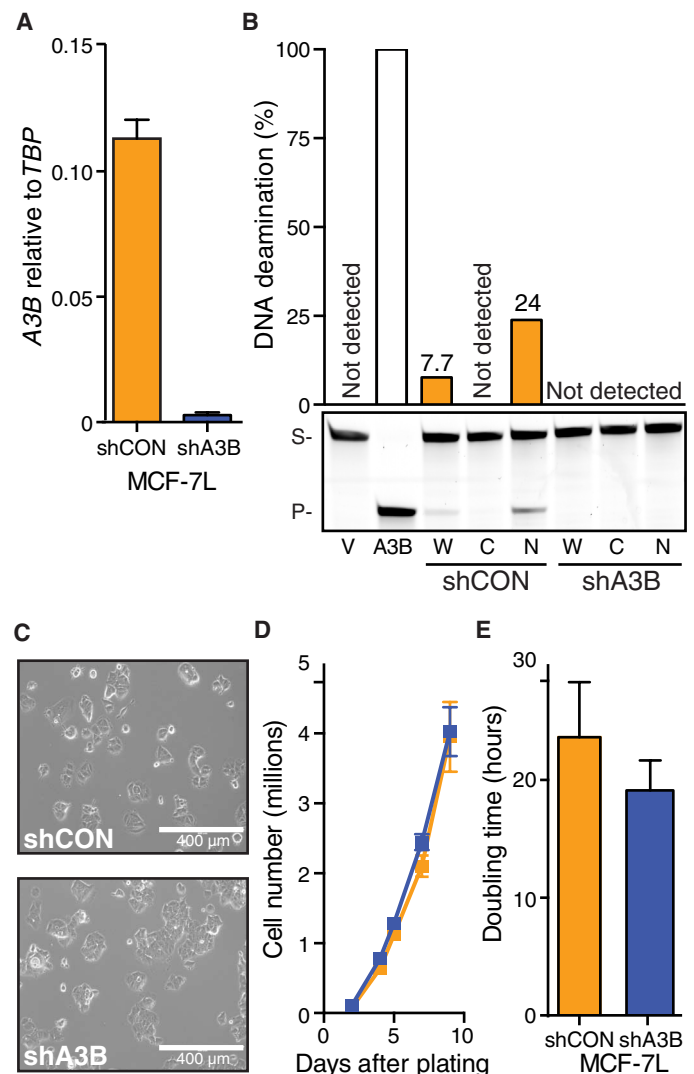 A
0.15
0.10
0.05
0
A3B relative toTBP
shCON shA3B
MCF-7L
B
100
75
50
25
0
DNA deamination (%)
Not detected
7.7
Not detected
24
Not detected
S-
P-
V A3B W C N W C N
shCON shA3B
C
shCON
400 µm
shA3B
400 µm
D
5
4
3
2
1
0
Cell number (millions)
0 5 10
Days after plating
E
30
20
10
0
Doubling time (hours)
shCON shA3B
MCF-7L